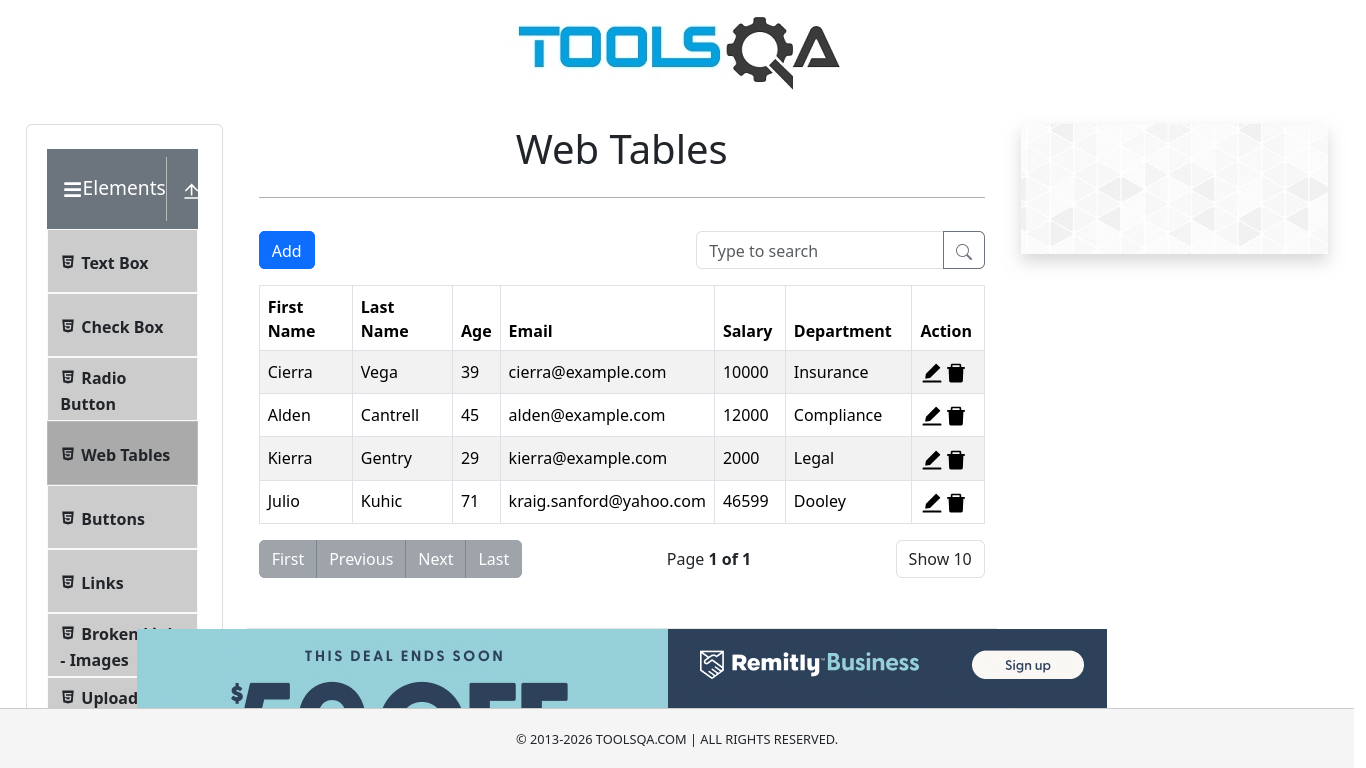 TOOLSQA
Web Tables
Elements
Text Box
Check Box
Radio
Button
Web Tables
Buttons
Links
Broken
- Images
Upload
Add
Type to search
First Name Last Name Age Email Salary Department Action
Cierra Vega 39 cierra@example.com 10000 Insurance
Alden Cantrell 45 alden@example.com 12000 Compliance
Kierra Gentry 29 kierra@example.com 2000 Legal
Julio Kuhic 71 kraig.sanford@yahoo.com 46599 Dooley
First Previous Next Last
Page 1 of 1
Show 10
THIS DEAL ENDS SOON
Remitly Business
Sign up
© 2013-2026 TOOLSQA.COM | ALL RIGHTS RESERVED.